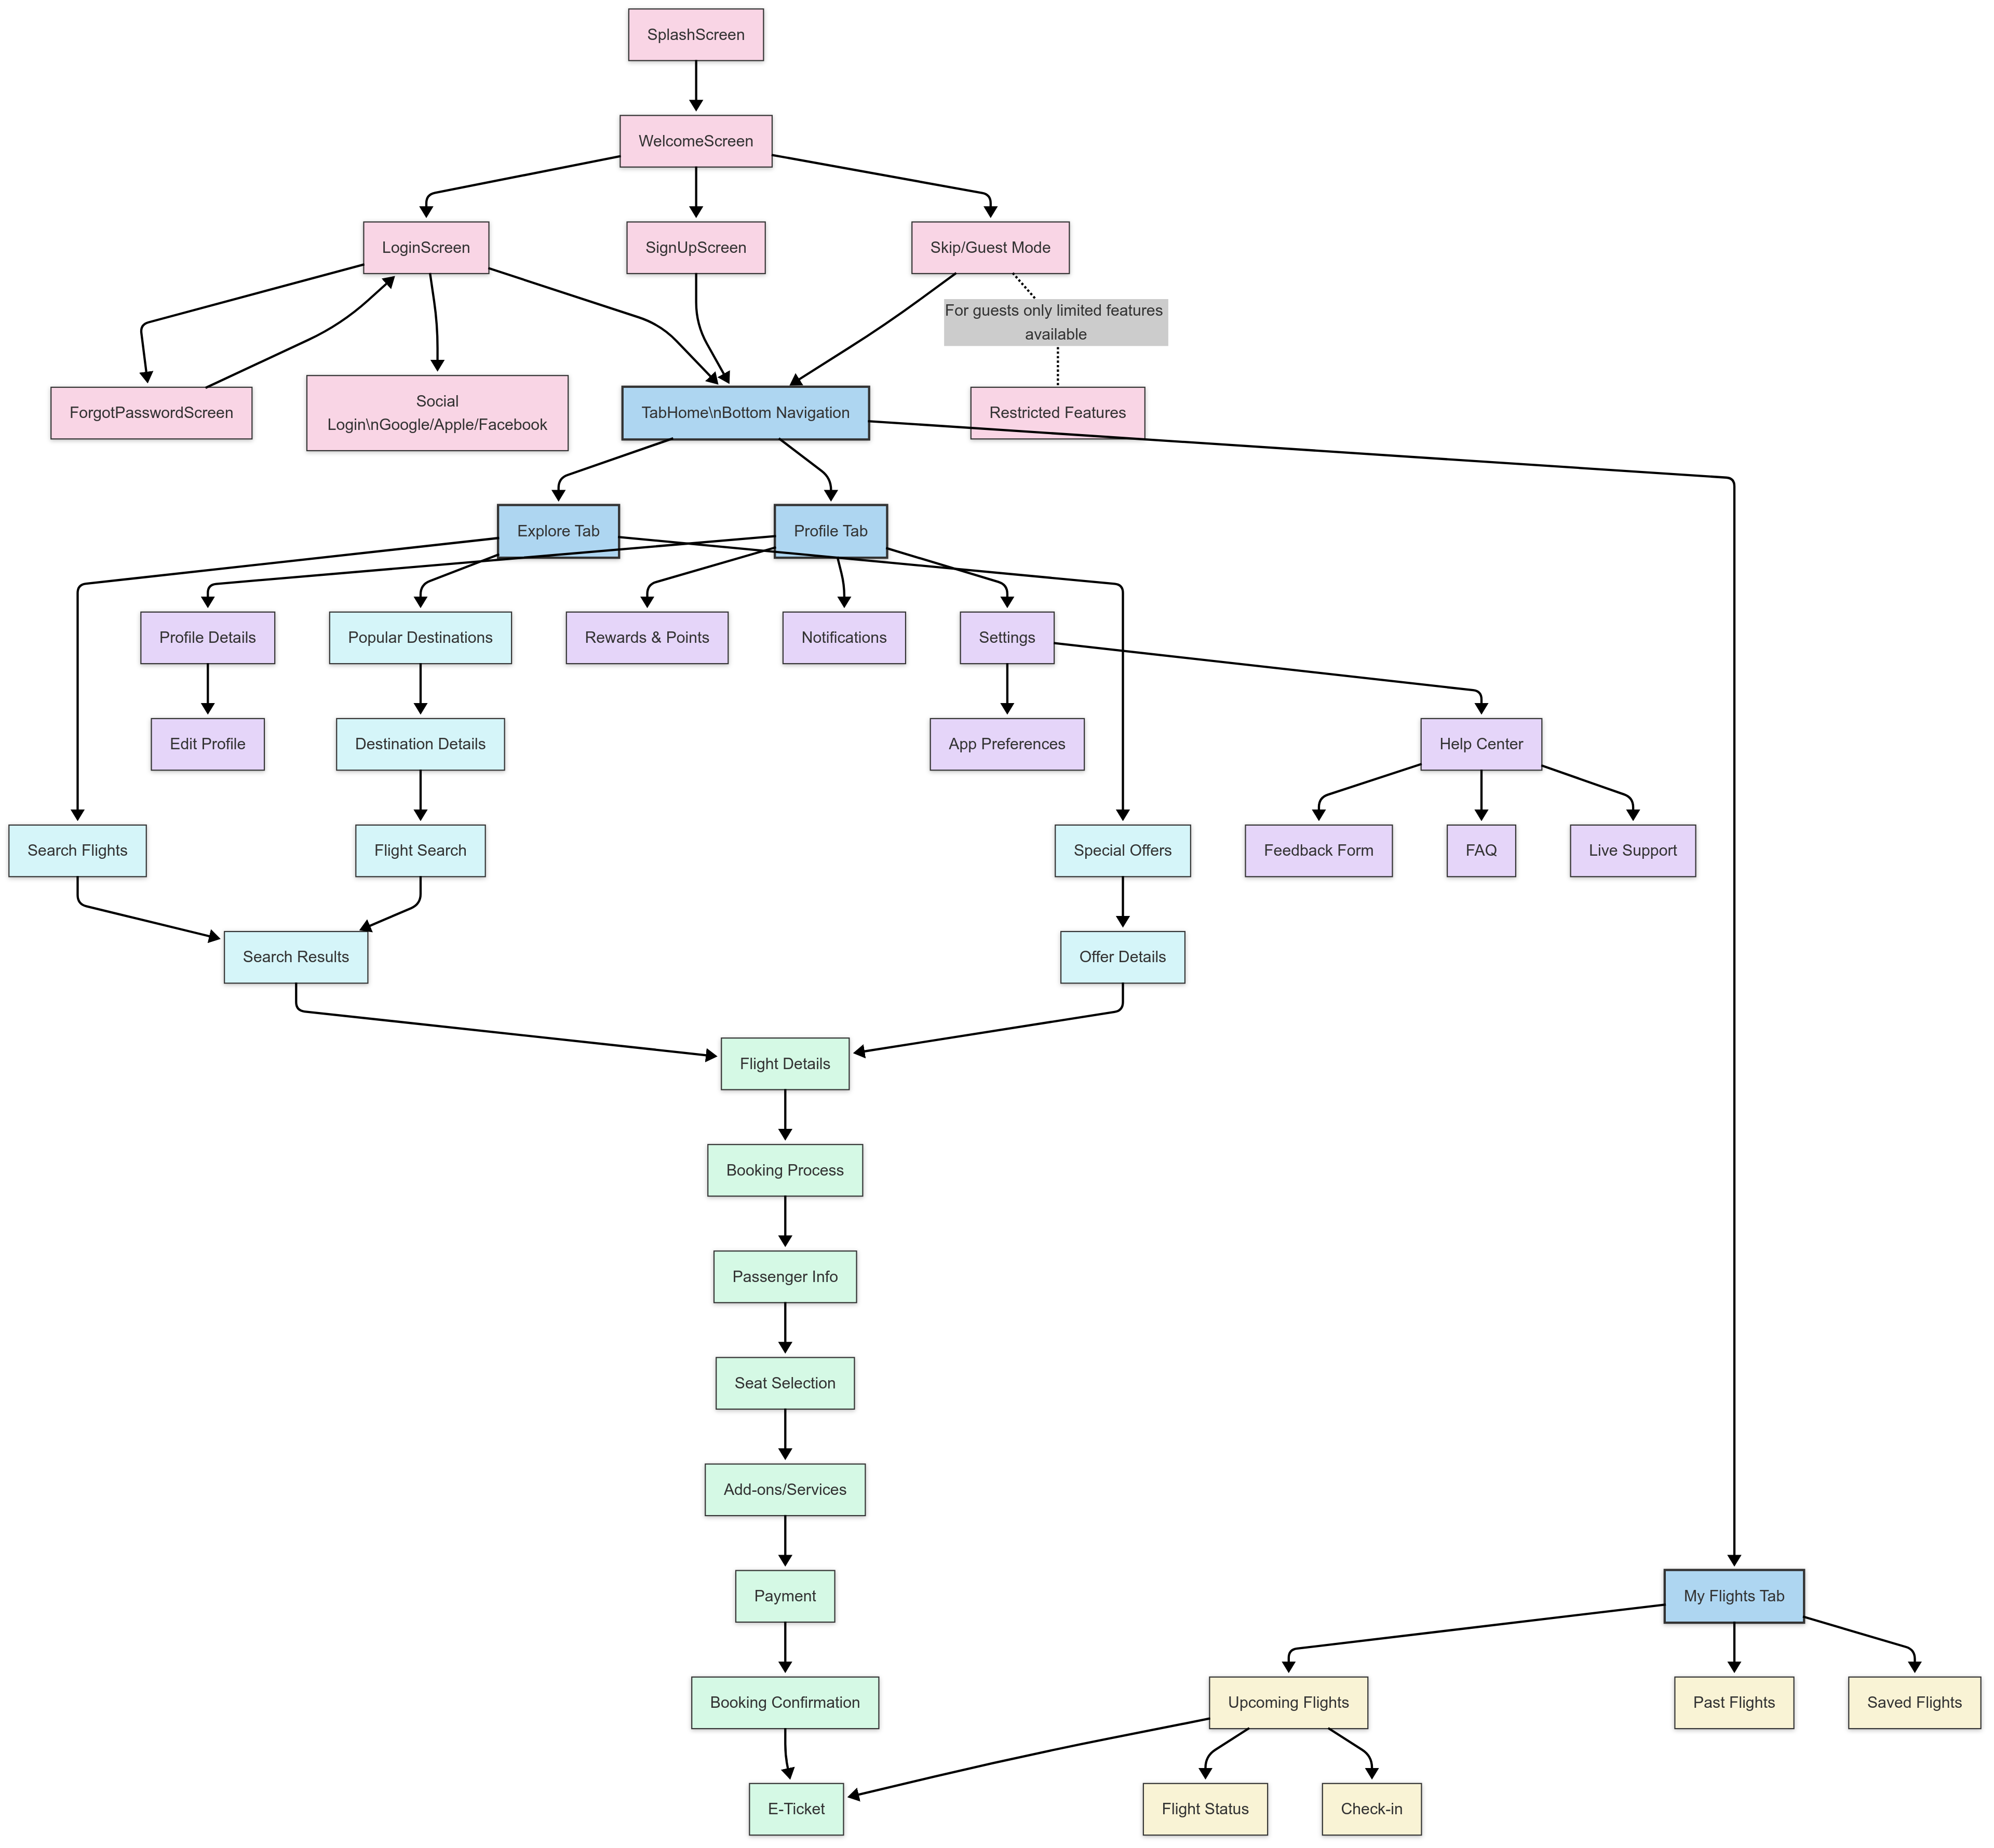 SplashScreen
WelcomeScreen
LoginScreen
SignUpScreen
Skip/Guest Mode
For guests only limited features
available
ForgotPasswordScreen
Social
Login\nGoogle/Apple/Facebook
TabHome\nBottom Navigation
Restricted Features
Explore Tab
Profile Tab
Profile Details
Popular Destinations
Rewards & Points
Notifications
Settings
Edit Profile
Destination Details
App Preferences
Help Center
Search Flights
Flight Search
Special Offers
Feedback Form
FAQ
Live Support
Search Results
Offer Details
Flight Details
Booking Process
Passenger Info
Seat Selection
Add-ons/Services
Payment
My Flights Tab
Booking Confirmation
Upcoming Flights
Past Flights
Saved Flights
E-Ticket
Flight Status
Check-in